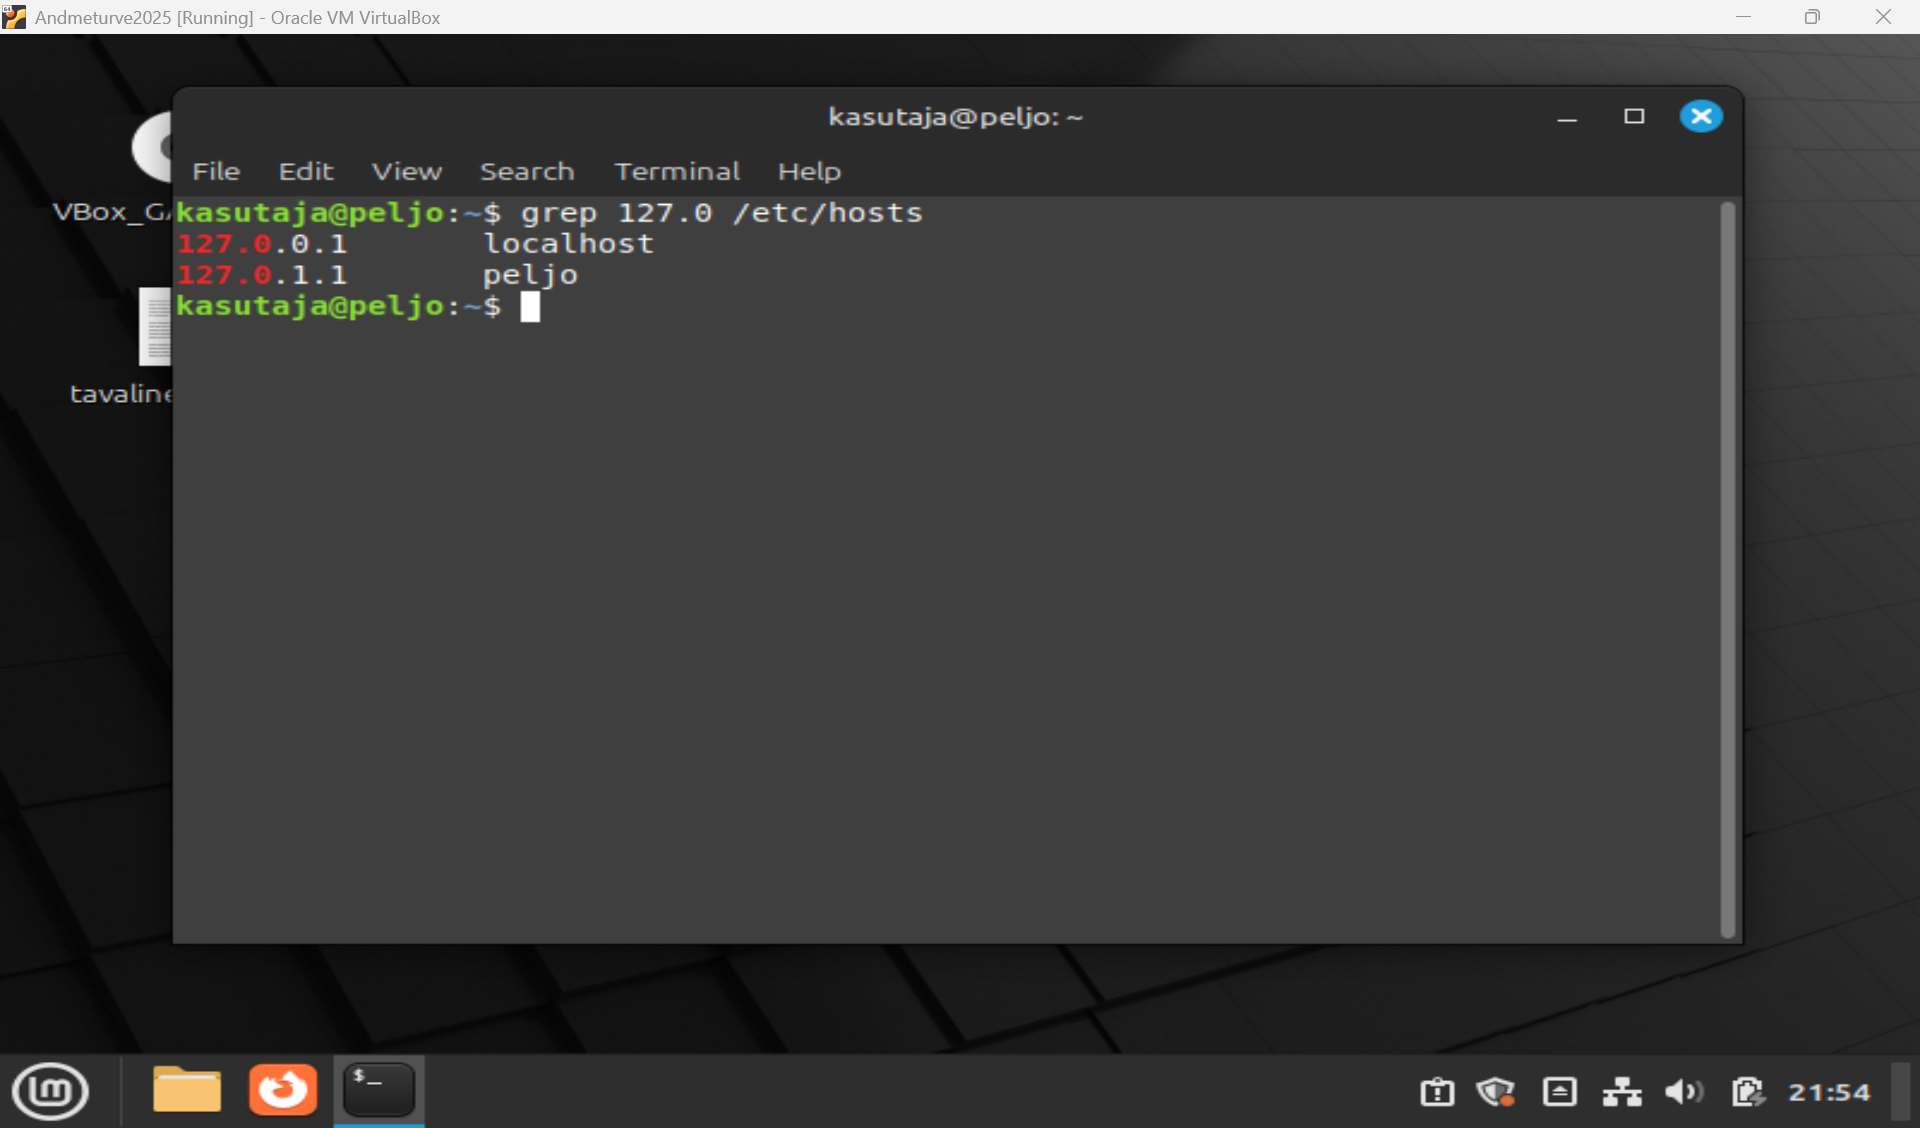 Andmeturve2025 [Running] - Oracle VM VirtualBox
kasutaja@peljo: ~
File Edit View Search Terminal Help
VBox_GA
kasutaja@peljo:~$ grep 127.0 /etc/hosts
127.0.0.1 localhost
127.0.1.1 peljo
kasutaja@peljo:~$
tavaline
$_
21:54